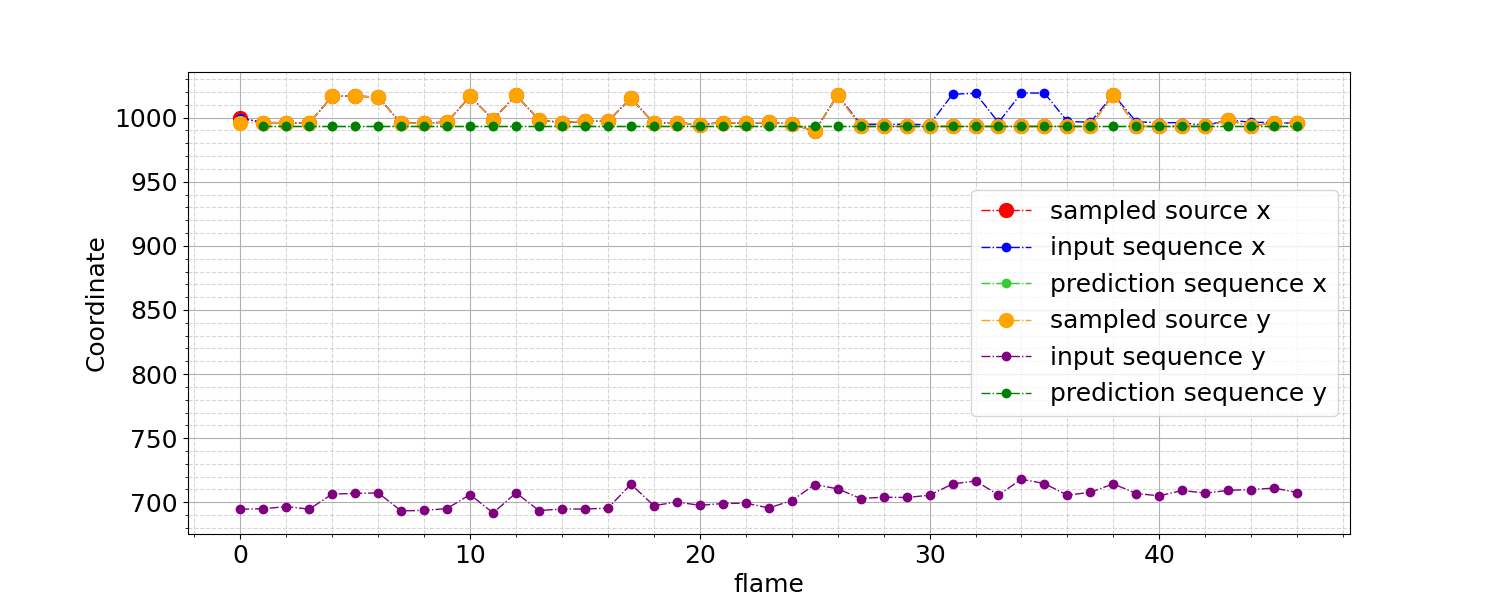 1000
950
900
850
800
750
700
Coordinate
0
10
20
30
40
flame
sampled source x
input sequence x
prediction sequence x
sampled source y
input sequence y
prediction sequence y